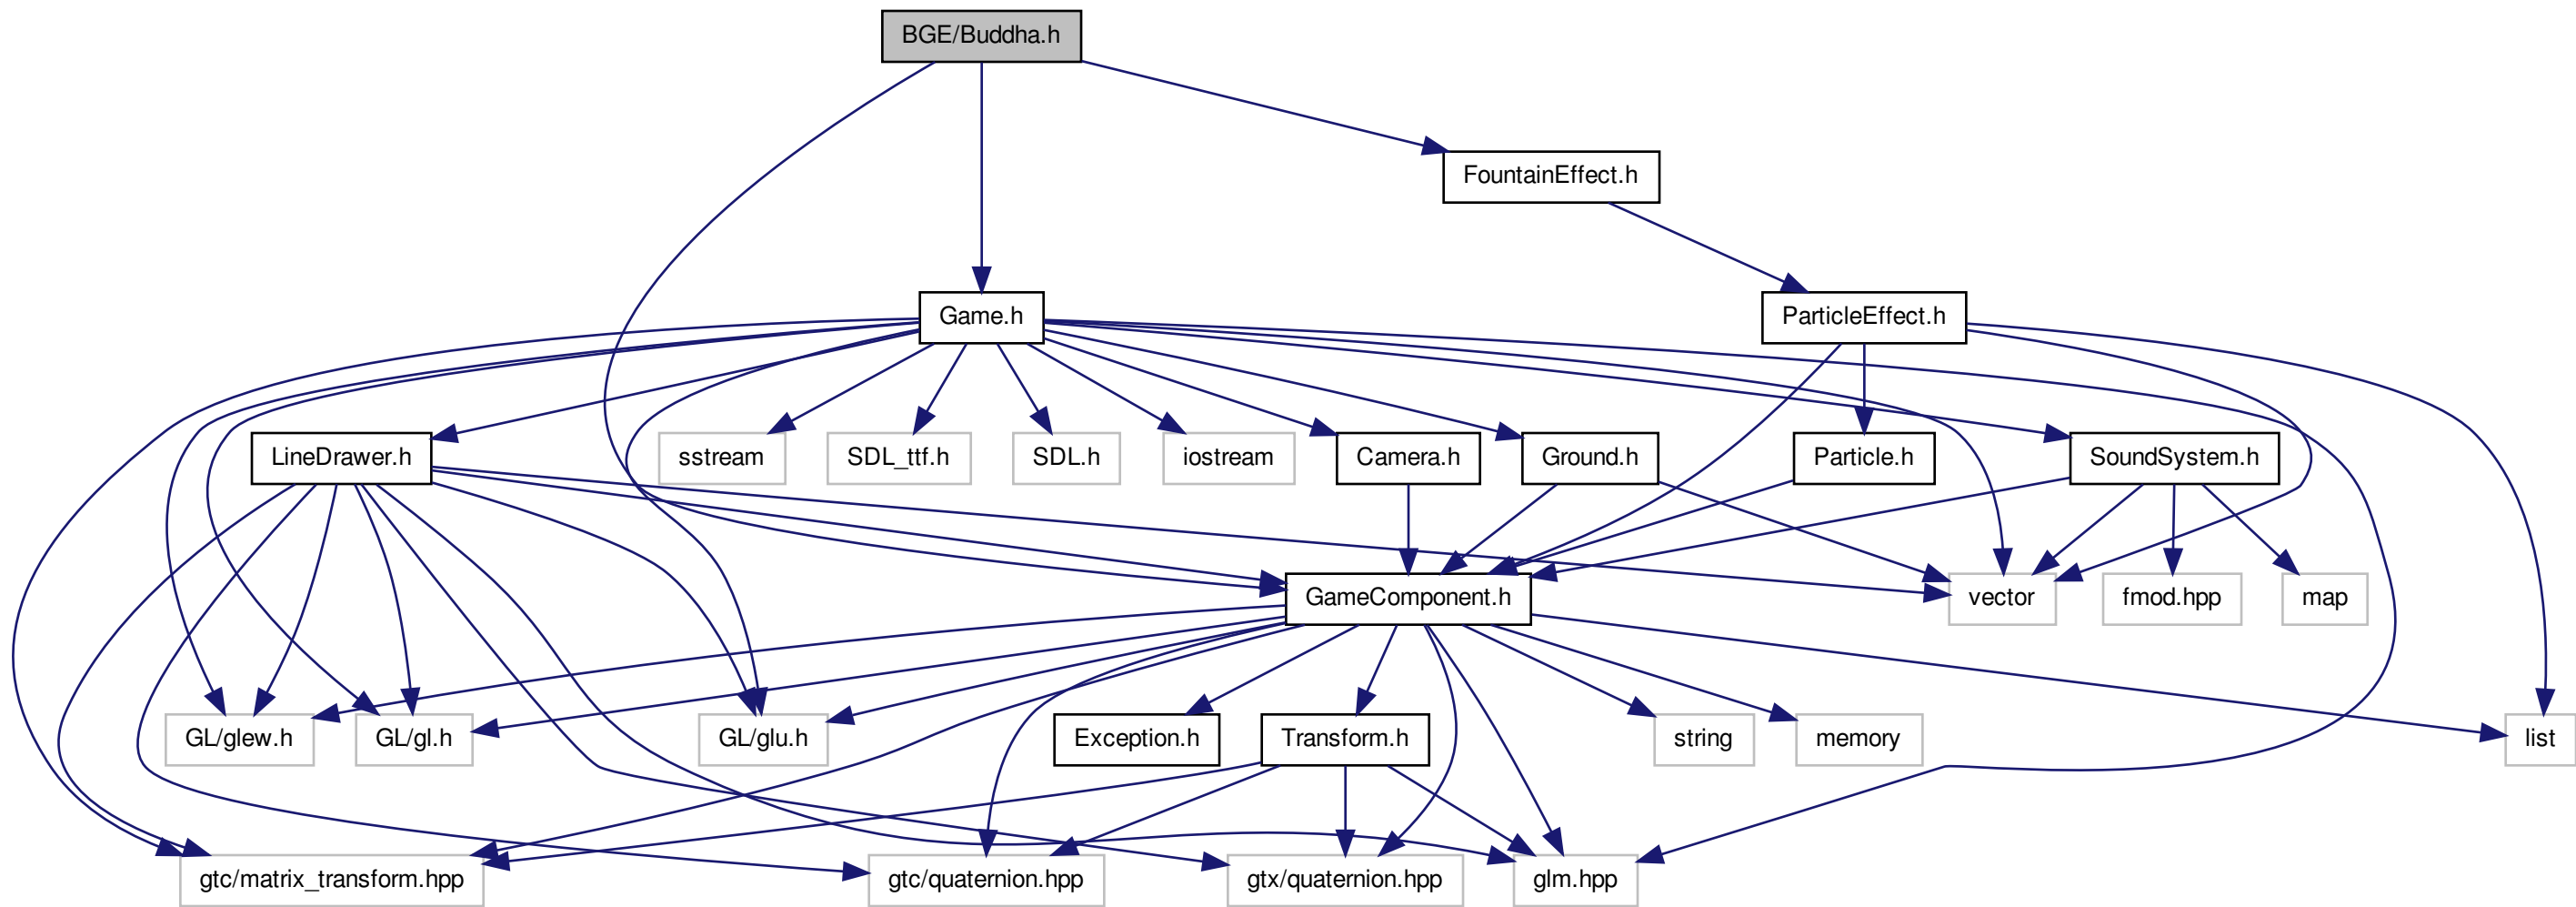 BGE/Buddha.h
FountainEffect.h
Game.h
ParticleEffect.h
LineDrawer.h
sstream
SDL_ttf.h
SDL.h
iostream
Camera.h
Ground.h
Particle.h
SoundSystem.h
GameComponent.h
vector
fmod.hpp
map
GL/glew.h
GL/gl.h
GL/glu.h
Exception.h
Transform.h
string
memory
list
gtc/matrix_transform.hpp
gtc/quaternion.hpp
gtx/quaternion.hpp
glm.hpp